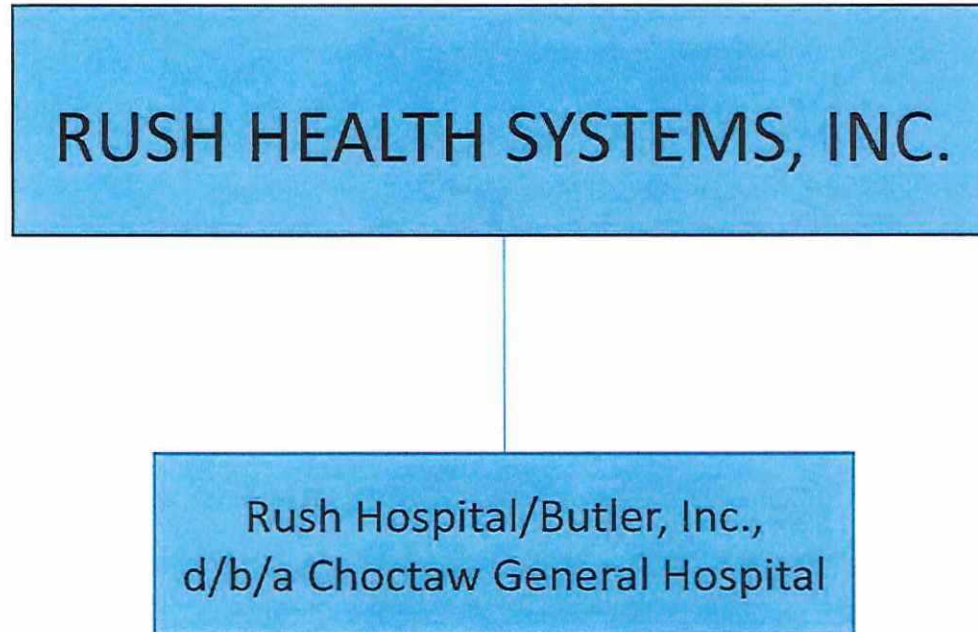 RUSH HEALTH SYSTEMS, INC.
Rush Hospital/Butler, Inc.,
d/b/a Choctaw General Hospital